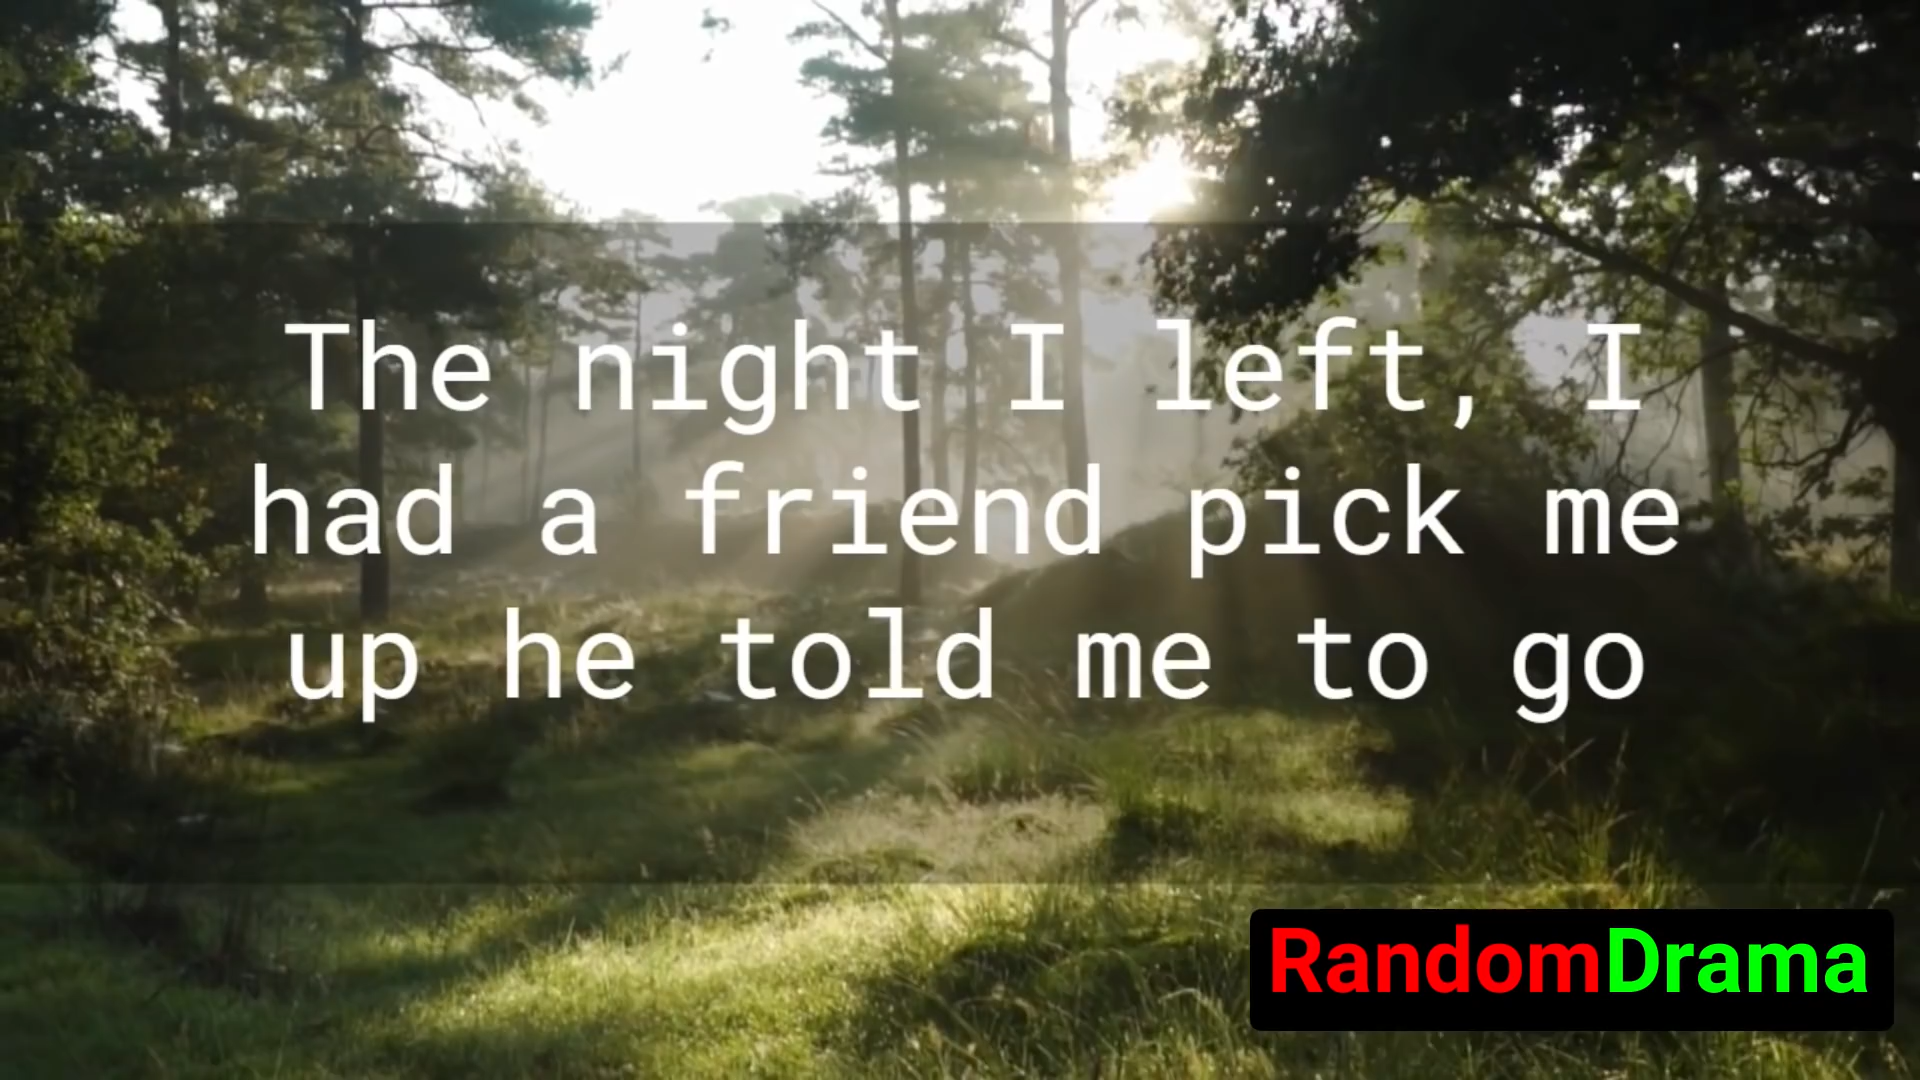 The night I left, I
had a friend pick me
up he told me to go
RandomDrama